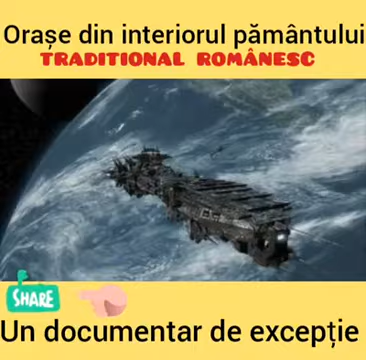 Orașe din interiorul pământului
TRADITIONAL ROMÂNESC
SHARE
Un documentar de excepție